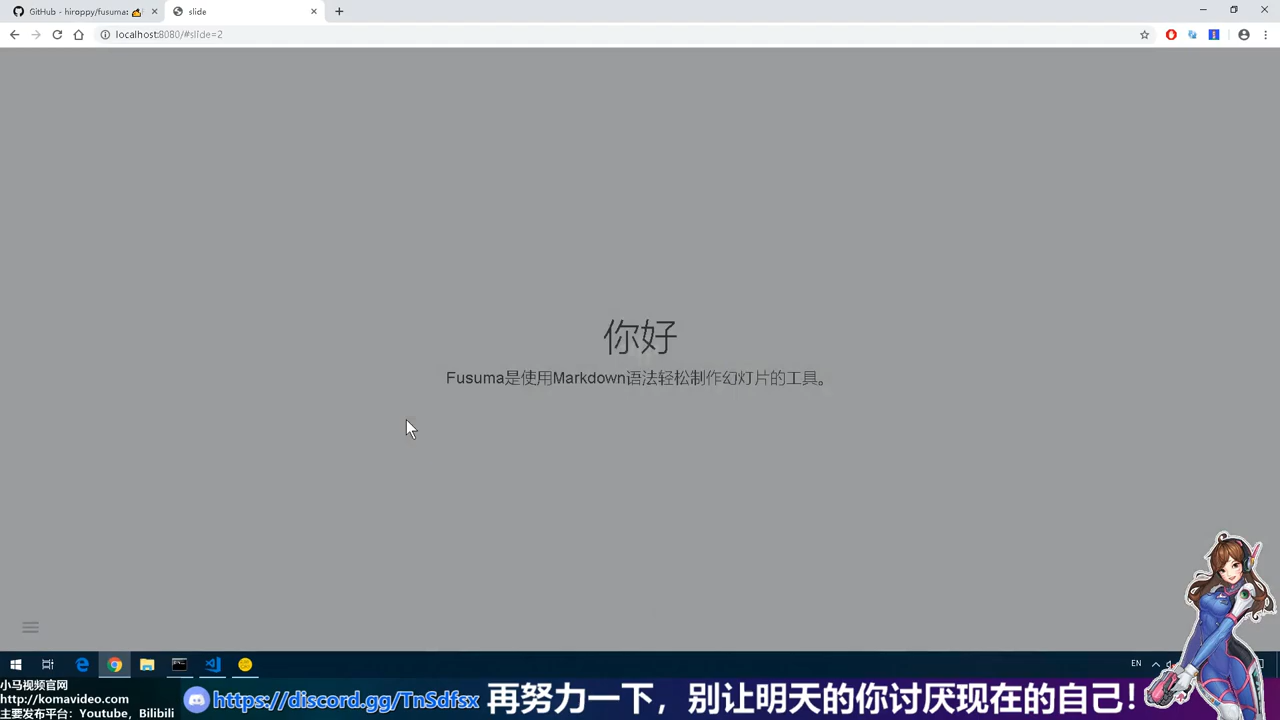 GitHub - hiroppy/fusuma:
slide
localhost:8080/#slide=2
你好
Fusuma是使用Markdown语法轻松制作幻灯片的工具。
EN
小马视频官网
http://komavideo.com
主要发布平台: Youtube, Bilibili
https://discord.gg/TnSdfsx 再努力一下，别让明天的你讨厌现在的自己!